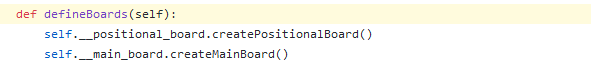 def defineBoards(self):
    self.__positional_board.createPositionalBoard()
    self.__main_board.createMainBoard()